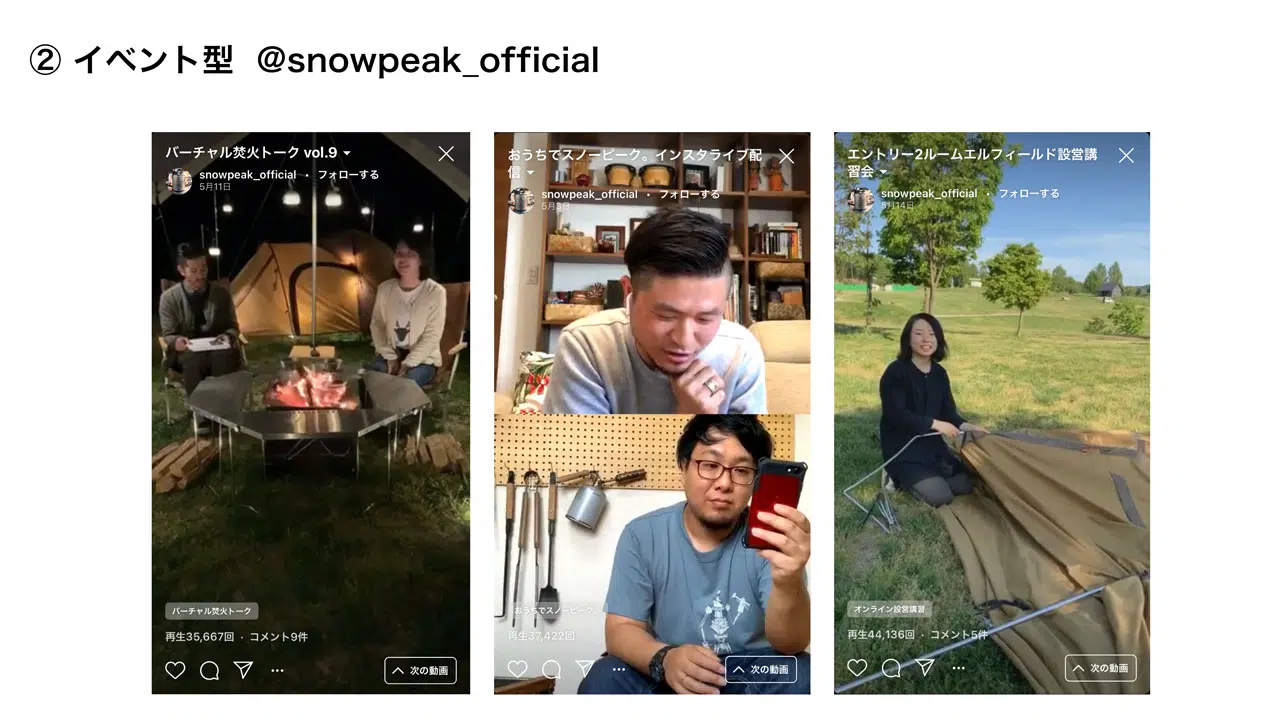 ② イベント型 @snowpeak_official
バーチャル焚火トーク vol.9
snowpeak_official ・ フォローする
5月11日
バーチャル焚火トーク
再生35,667回 ・ コメント9件
次の動画
おうちでスノーピーク。インスタライブ配
信
snowpeak_official ・ フォローする
おうちでスノーピーク。
再生37,422回
次の動画
エントリー2ルームエルフィールド設営講
習会
snowpeak_official ・ フォローする
5月14日
オンライン設営講習
再生44,136回 ・ コメント5件
次の動画